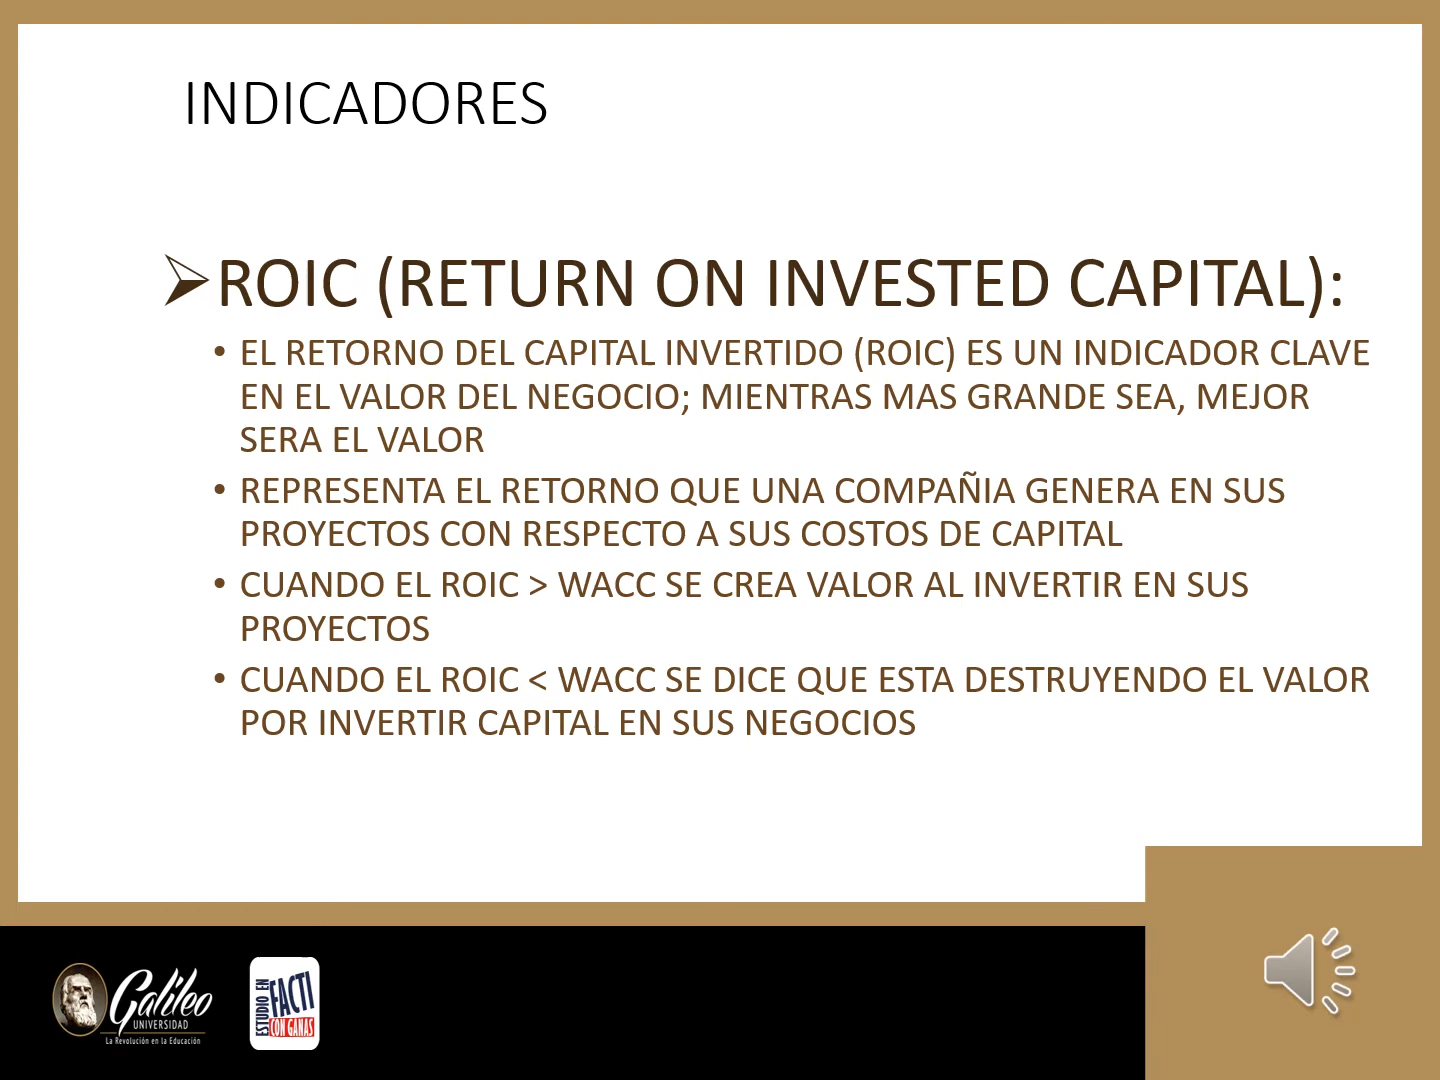 INDICADORES
➢ROIC (RETURN ON INVESTED CAPITAL):
• EL RETORNO DEL CAPITAL INVERTIDO (ROIC) ES UN INDICADOR CLAVE
EN EL VALOR DEL NEGOCIO; MIENTRAS MAS GRANDE SEA, MEJOR
SERA EL VALOR
• REPRESENTA EL RETORNO QUE UNA COMPAÑIA GENERA EN SUS
PROYECTOS CON RESPECTO A SUS COSTOS DE CAPITAL
• CUANDO EL ROIC > WACC SE CREA VALOR AL INVERTIR EN SUS
PROYECTOS
• CUANDO EL ROIC < WACC SE DICE QUE ESTA DESTRUYENDO EL VALOR
POR INVERTIR CAPITAL EN SUS NEGOCIOS
Galileo
UNIVERSIDAD
La Revolución en la Educación
ESTUDIO EN
FACTI
CON GANAS